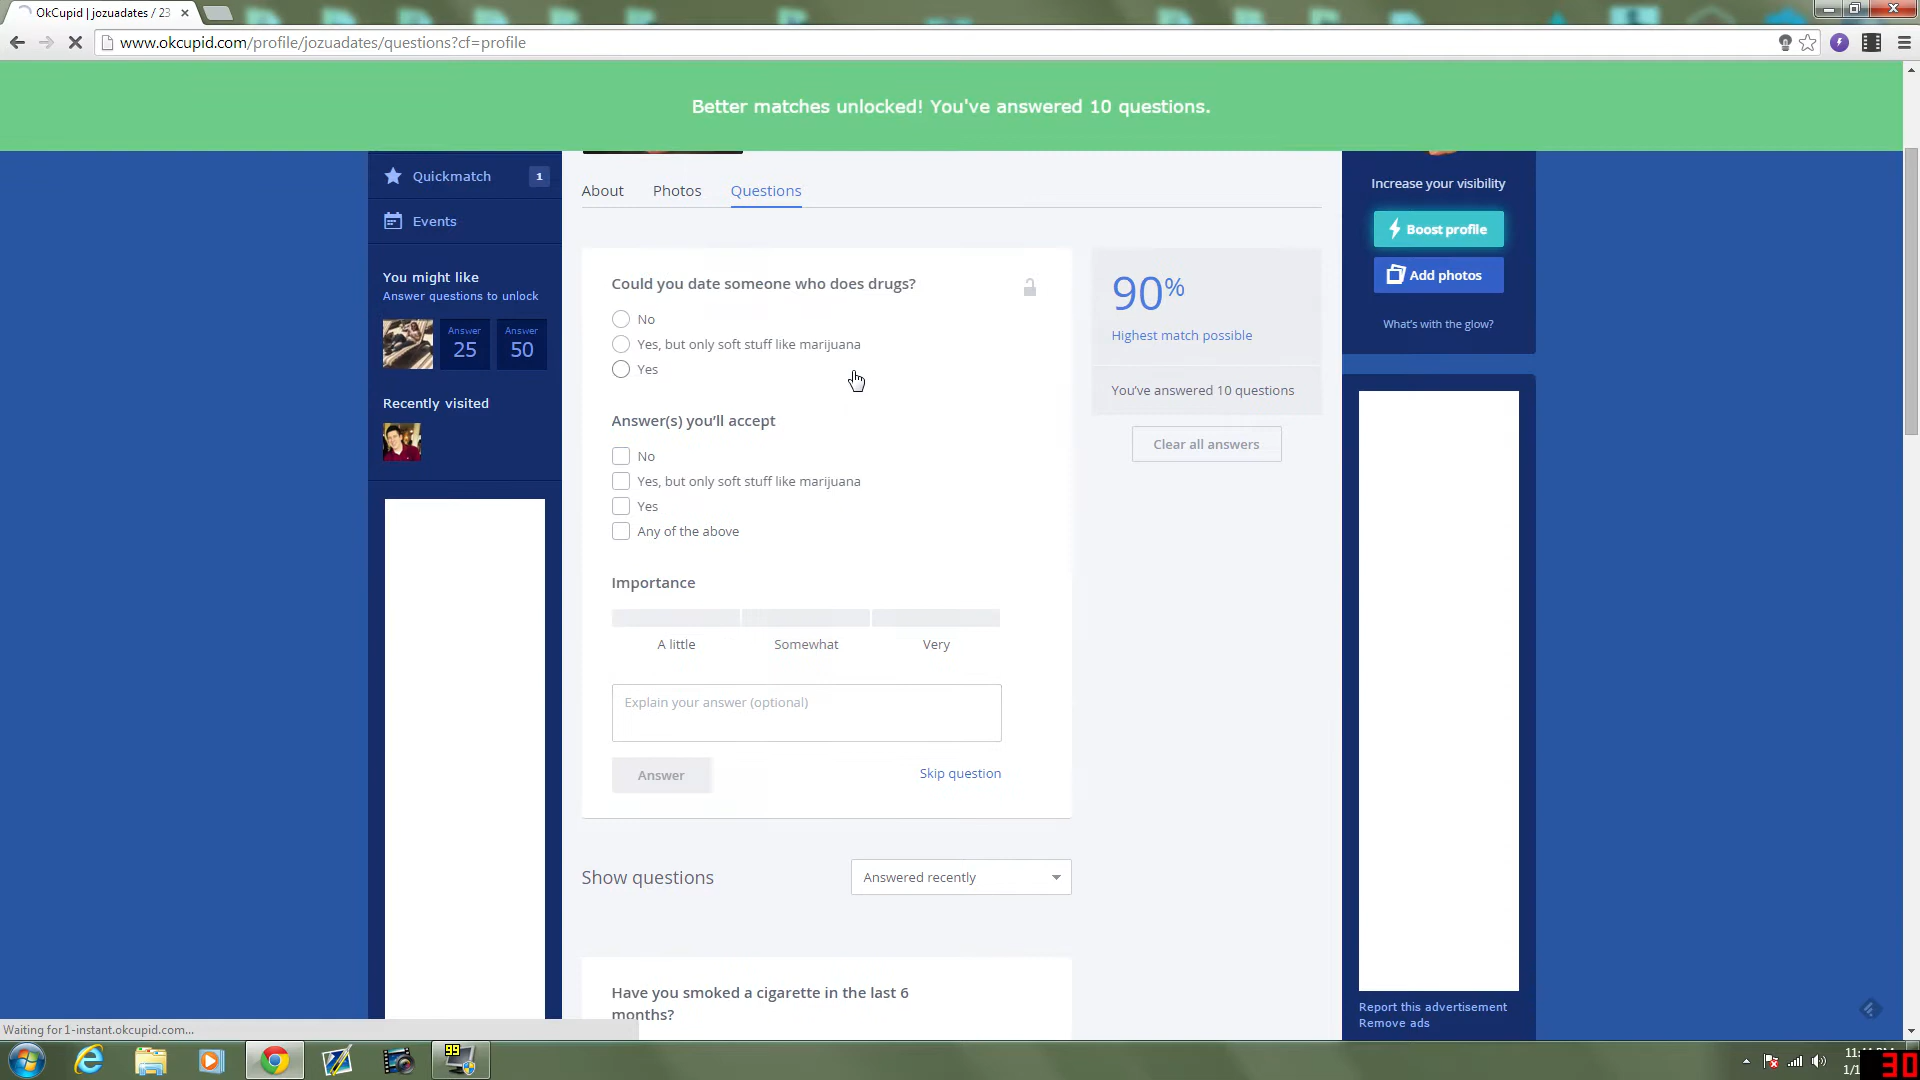 OkCupid | jozuadates / 23
www.okcupid.com/profile/jozuadates/questions?cf=profile
Better matches unlocked! You've answered 10 questions.
Quickmatch 1
Events
You might like
Answer questions to unlock
Answer 25
Answer 50
Recently visited
About Photos Questions
Could you date someone who does drugs?
No
Yes, but only soft stuff like marijuana
Yes
Answer(s) you'll accept
No
Yes, but only soft stuff like marijuana
Yes
Any of the above
Importance
A little Somewhat Very
Explain your answer (optional)
Answer Skip question
Show questions Answered recently
Have you smoked a cigarette in the last 6
months?
90%
Highest match possible
You've answered 10 questions
Clear all answers
Increase your visibility
Boost profile
Add photos
What's with the glow?
Report this advertisement
Remove ads
Waiting for 1-instant.okcupid.com...
99
30